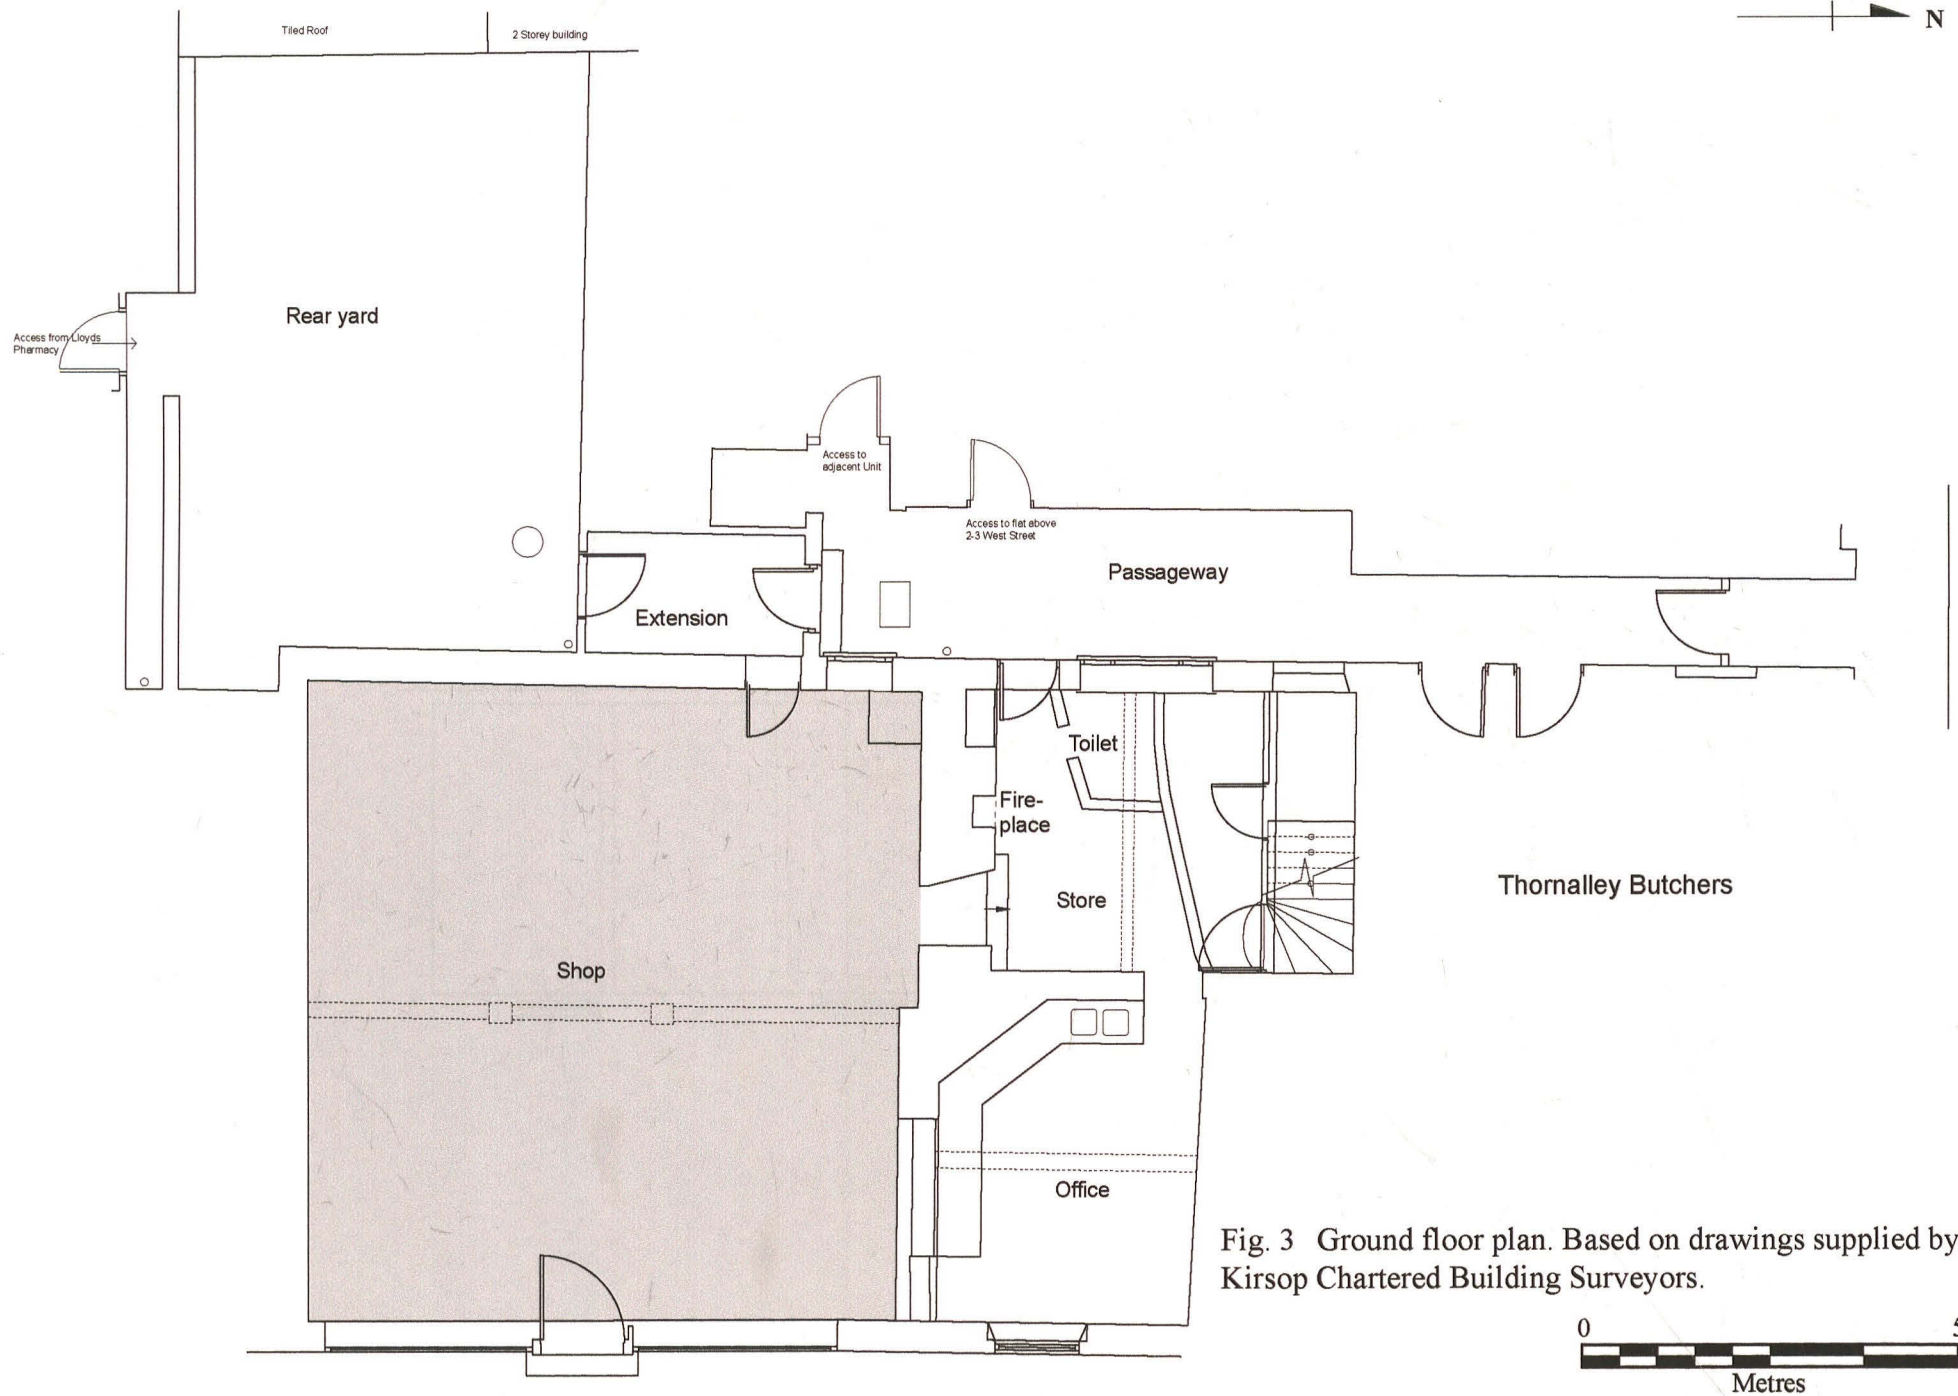 Tiled Roof
2 Storey building
N
Rear yard
Access from Lloyds
Pharmacy
Access to
adjacent Unit
Access to flat above
2-3 West Street
Passageway
Extension
Toilet
Fire-
place
Store
Thornalley Butchers
Shop
Office
Fig. 3 Ground floor plan. Based on drawings supplied by
Kirsop Chartered Building Surveyors.
0 5
Metres